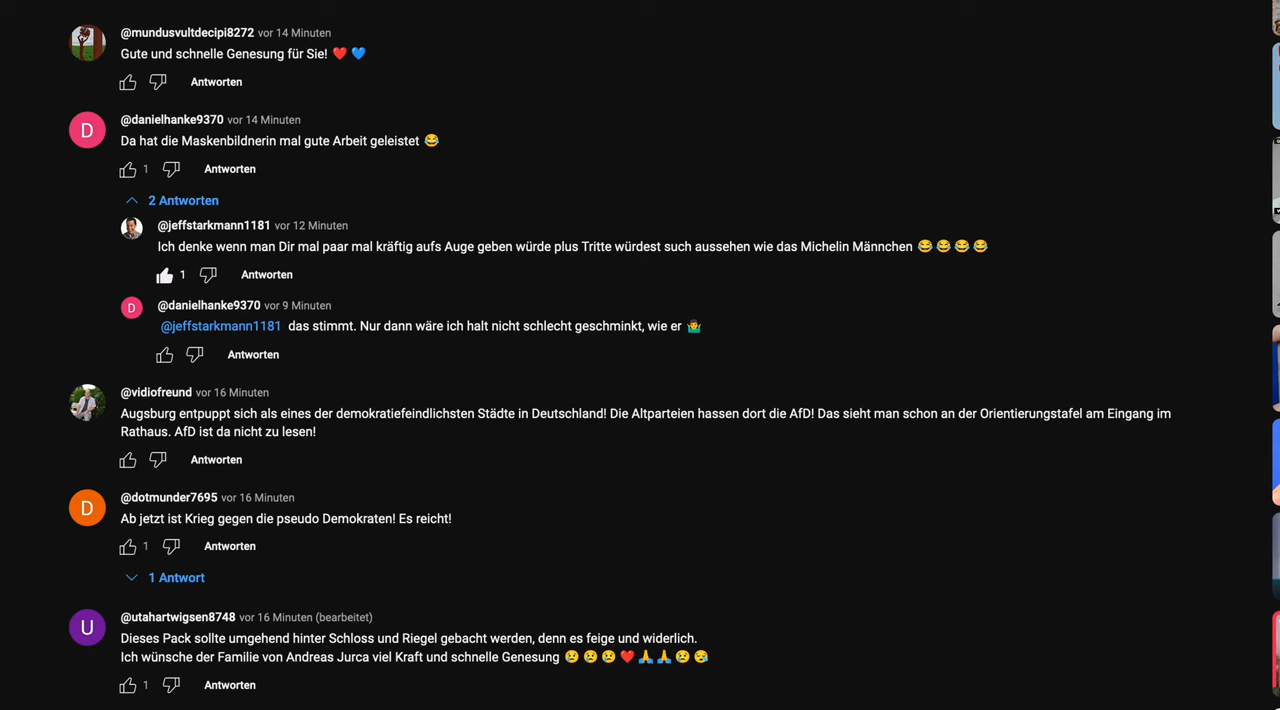 @mundusvultdecipi8272 vor 14 Minuten
Gute und schnelle Genesung für Sie! ❤️ 💙
Antworten
D
@danielhanke9370 vor 14 Minuten
Da hat die Maskenbildnerin mal gute Arbeit geleistet 😂
1 Antworten
2 Antworten
@jeffstarkmann1181 vor 12 Minuten
Ich denke wenn man Dir mal paar mal kräftig aufs Auge geben würde plus Tritte würdest such aussehen wie das Michelin Männchen 😂 😂 😂 😂
1 Antworten
D
@danielhanke9370 vor 9 Minuten
@jeffstarkmann1181 das stimmt. Nur dann wäre ich halt nicht schlecht geschminkt, wie er 🤷‍♂️
Antworten
@vidiofreund vor 16 Minuten
Augsburg entpuppt sich als eines der demokratiefeindlichsten Städte in Deutschland! Die Altparteien hassen dort die AfD! Das sieht man schon an der Orientierungstafel am Eingang im
Rathaus. AfD ist da nicht zu lesen!
Antworten
D
@dotmunder7695 vor 16 Minuten
Ab jetzt ist Krieg gegen die pseudo Demokraten! Es reicht!
1 Antworten
1 Antwort
U
@utahartwigsen8748 vor 16 Minuten (bearbeitet)
Dieses Pack sollte umgehend hinter Schloss und Riegel gebacht werden, denn es feige und widerlich.
Ich wünsche der Familie von Andreas Jurca viel Kraft und schnelle Genesung 😢 😢 😢 ❤️ 🙏 🙏 😢 😪
1 Antworten